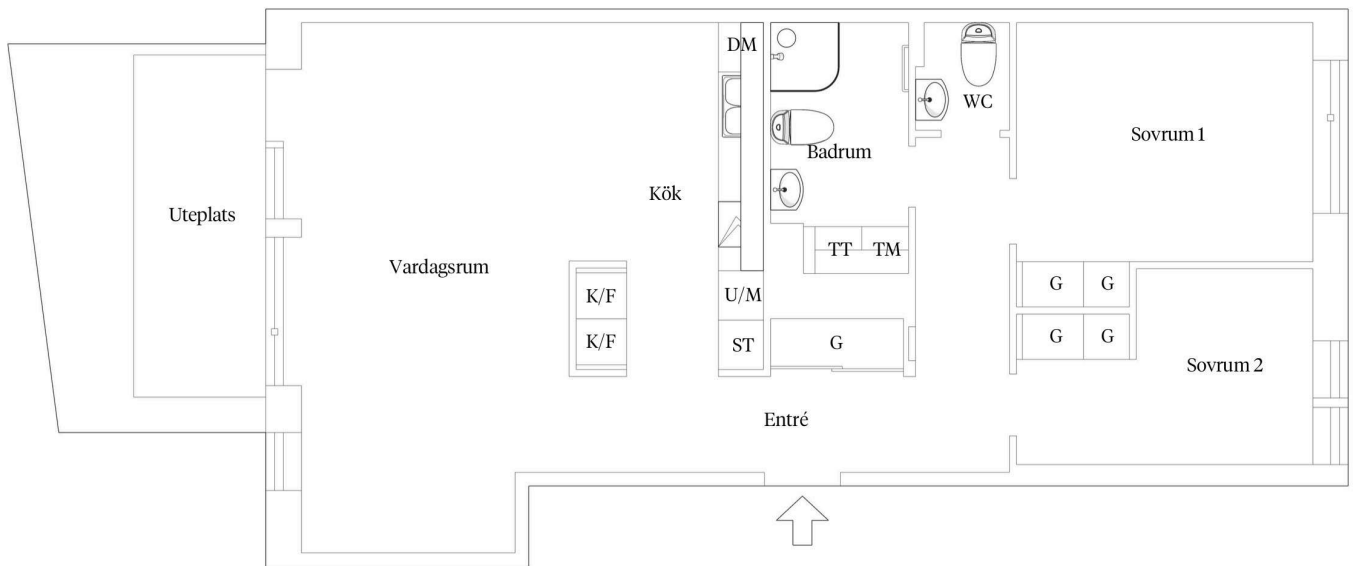 DM
WC
Sovrum 1
Badrum
Kök
Uteplats
Vardagsrum
TT
TM
K/F
U/M
G
G
K/F
ST
G
G
G
Sovrum 2
Entré